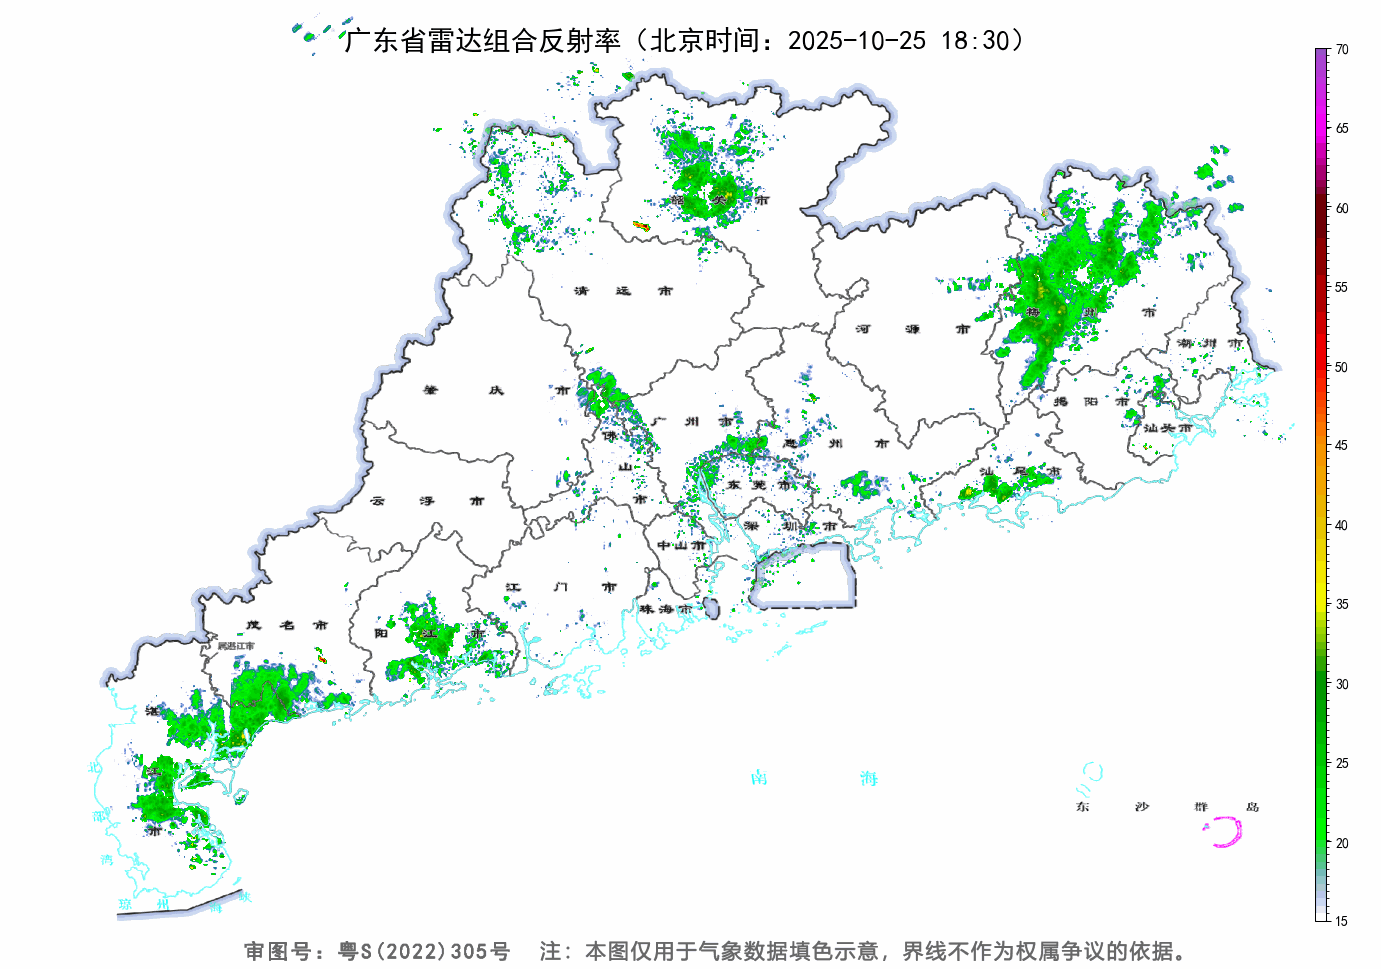 广东省雷达组合反射率（北京时间：2025-10-25 18:30）
70
65
60
55
50
45
40
35
30
25
20
15
韶关市
清远市
河源市
梅州市
潮州市
肇庆市
广州市
惠州市
揭阳市
汕头市
佛山市
东莞市
汕尾市
云浮市
深圳市
中山市
江门市
珠海市
茂名市
阳江市
属湛江市
湛江市
北部湾
琼州海峡
南海
东沙群岛
审图号：粤S(2022)305号 注：本图仅用于气象数据填色示意，界线不作为权属争议的依据。